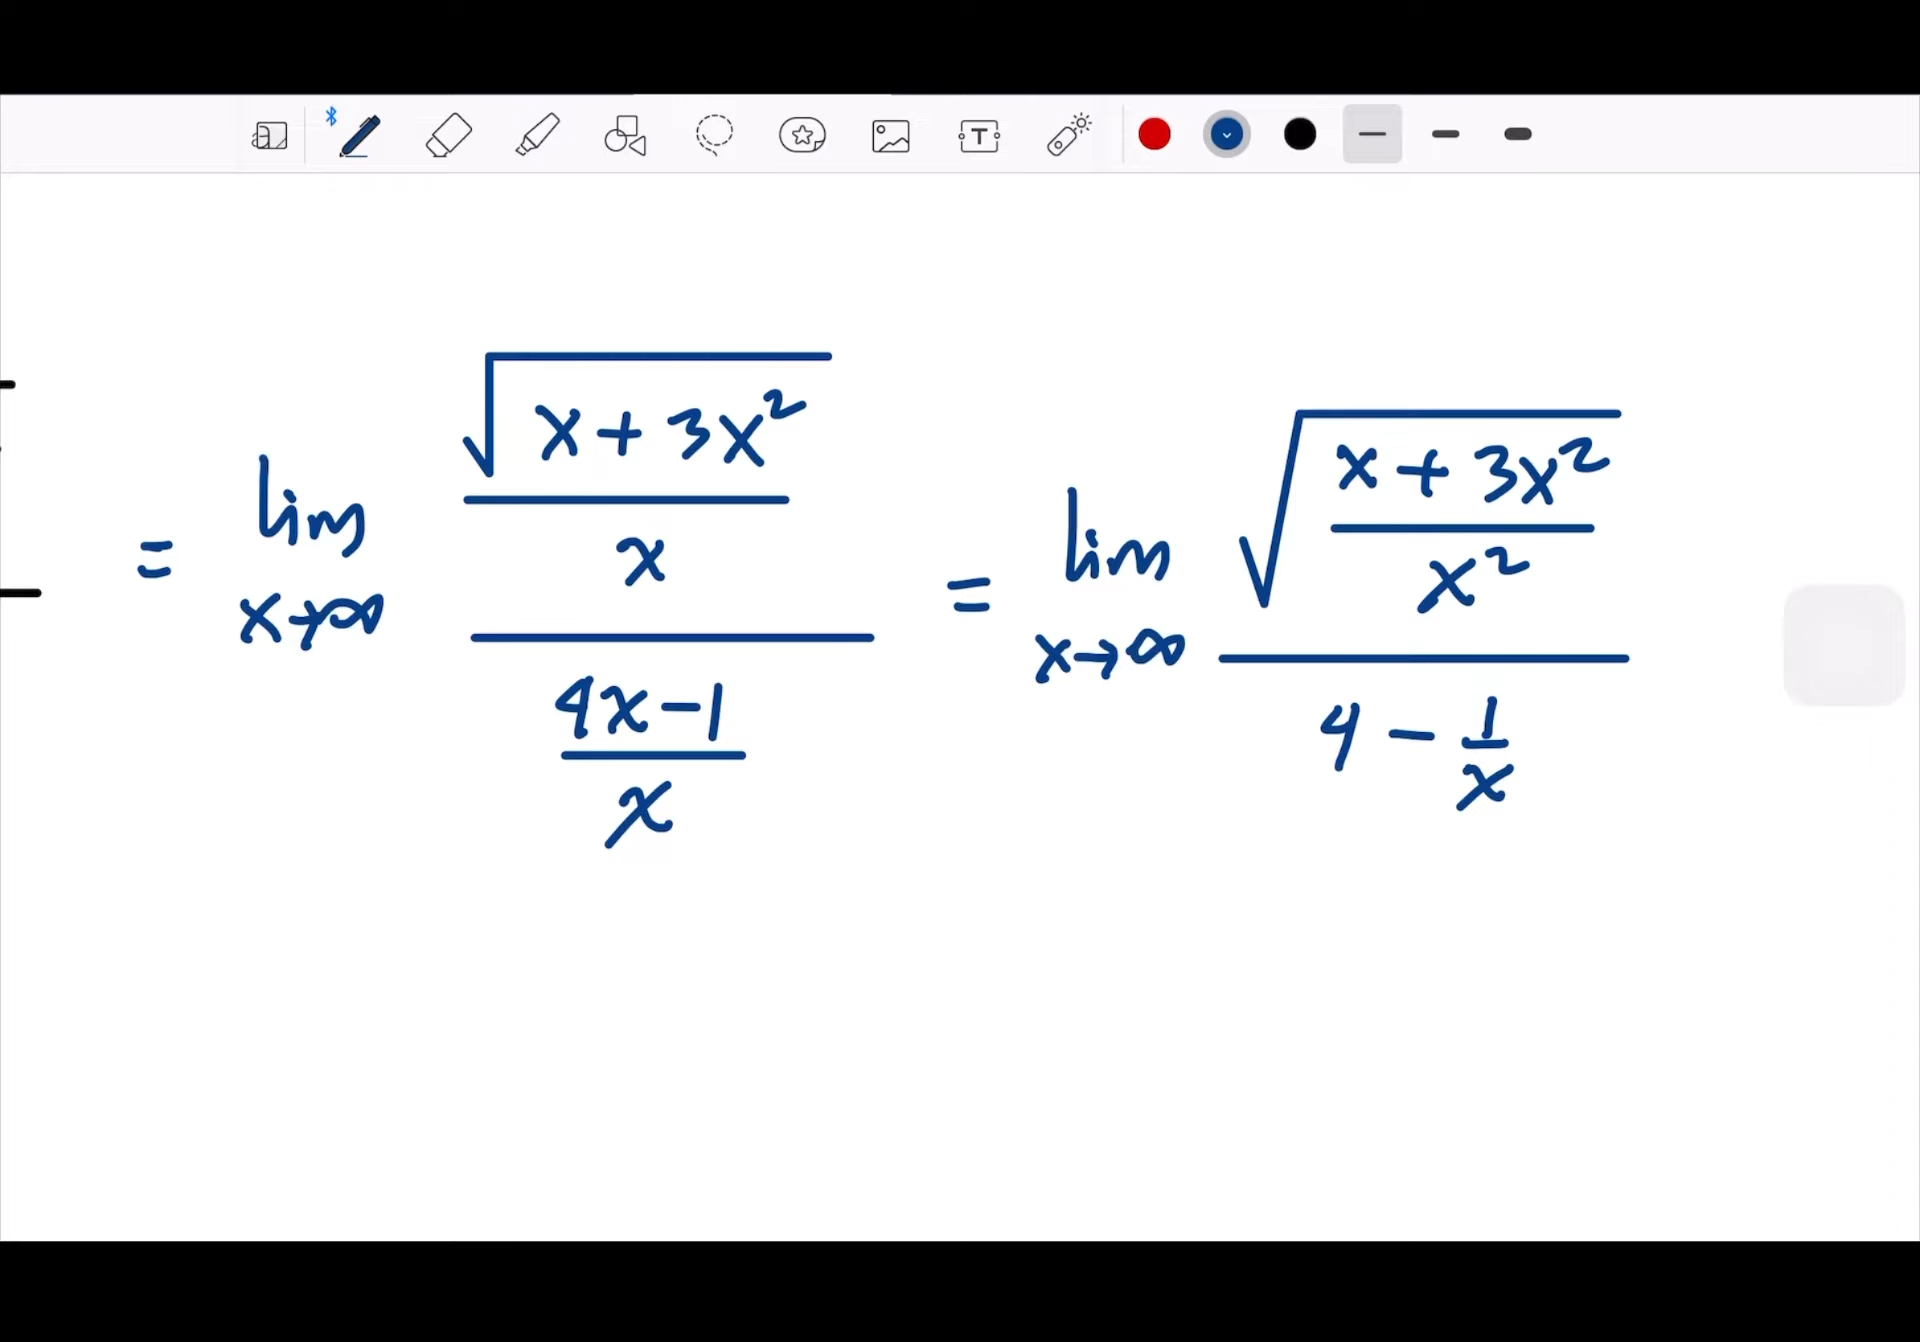 = lim x→∞ (√(x + 3x²) / x) / ((4x − 1) / x) = lim x→∞ √((x + 3x²) / x²) / (4 − 1/x)